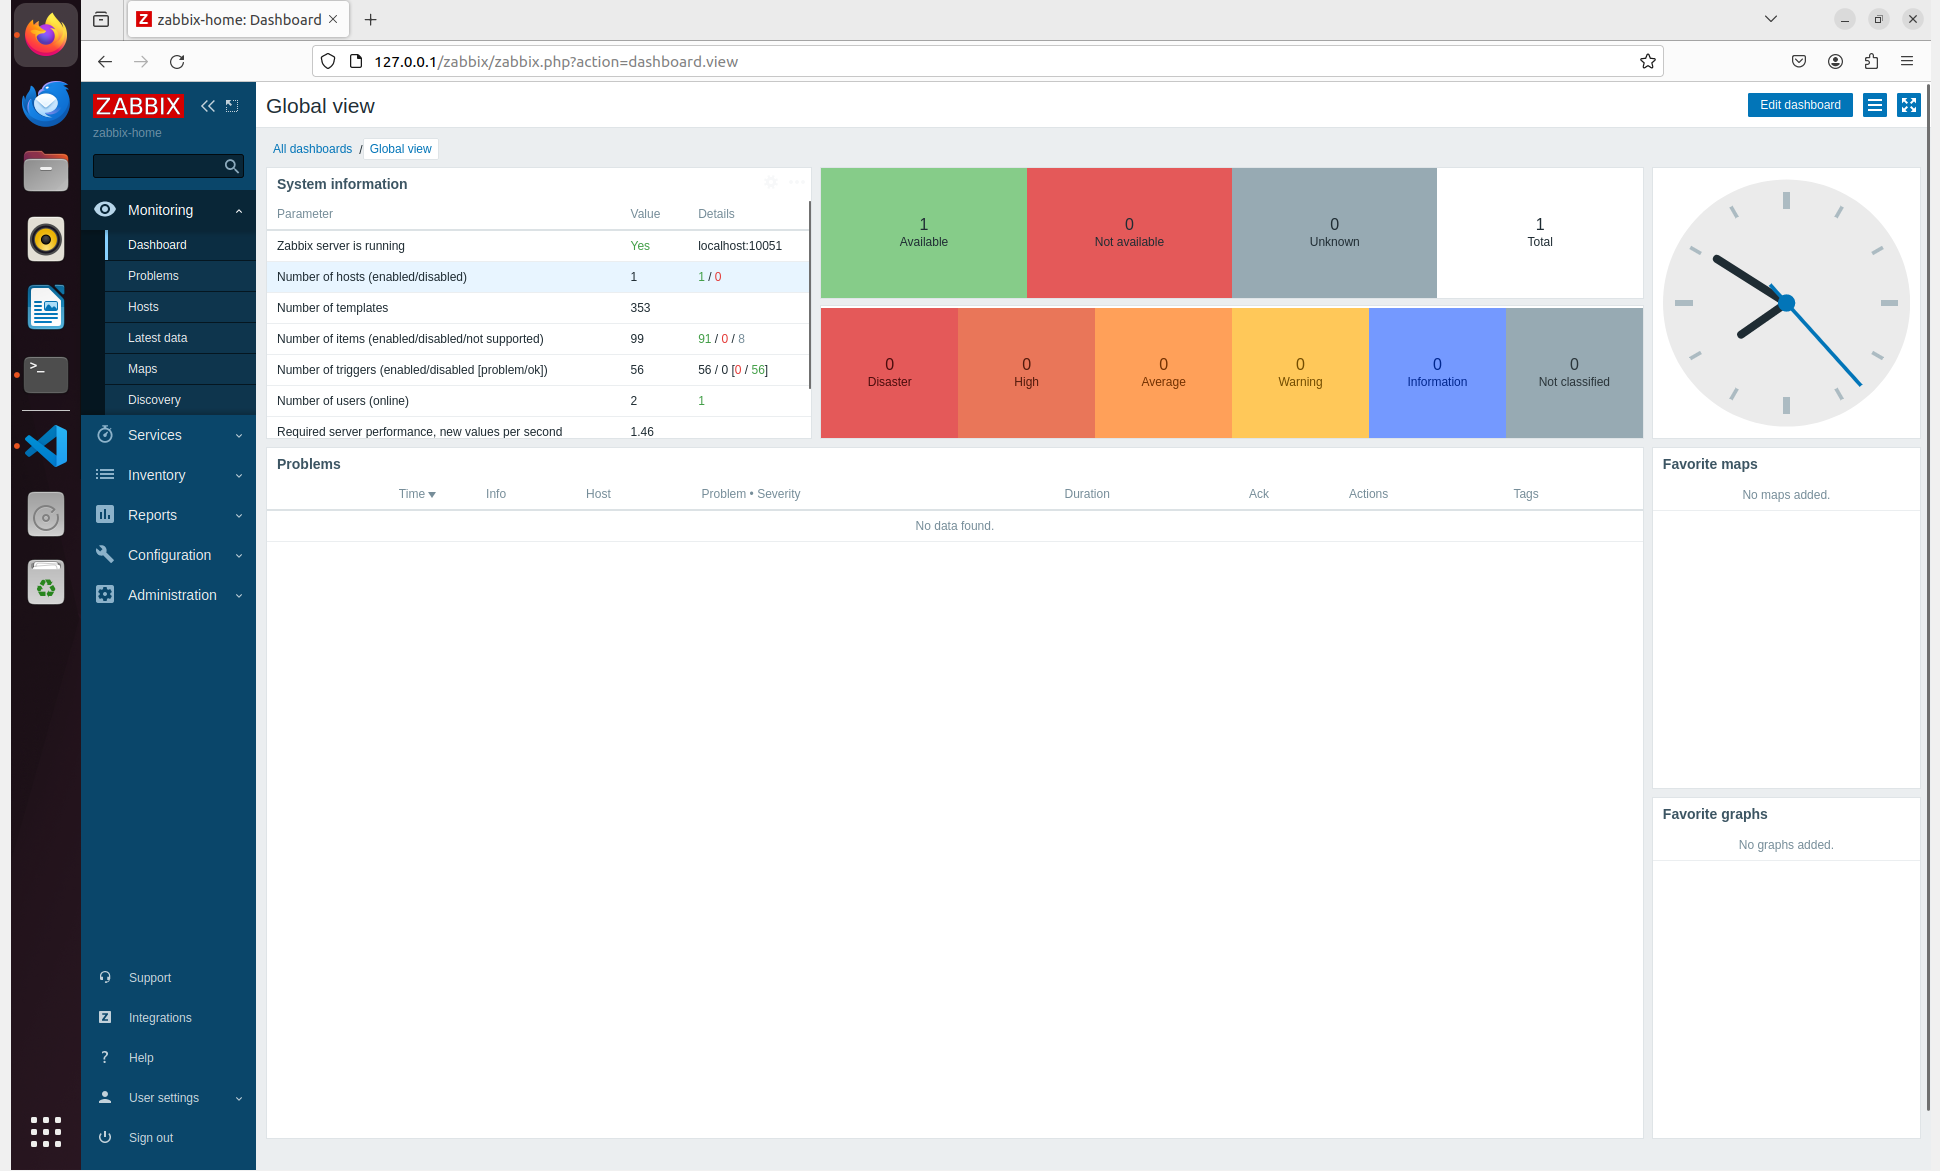 zabbix-home: Dashboard
127.0.0.1/zabbix/zabbix.php?action=dashboard.view
ZABBIX
zabbix-home
Monitoring
Dashboard
Problems
Hosts
Latest data
Maps
Discovery
Services
Inventory
Reports
Configuration
Administration
Support
Integrations
Help
User settings
Sign out
Global view
Edit dashboard
All dashboards / Global view
System information
Parameter Value Details
Zabbix server is running Yes localhost:10051
Number of hosts (enabled/disabled) 1 1 / 0
Number of templates 353
Number of items (enabled/disabled/not supported) 99 91 / 0 / 8
Number of triggers (enabled/disabled [problem/ok]) 56 56 / 0 [0 / 56]
Number of users (online) 2 1
Required server performance, new values per second 1.46
1 0 0 1
Available Not available Unknown Total
0 0 0 0 0 0
Disaster High Average Warning Information Not classified
Problems
Time Info Host Problem • Severity Duration Ack Actions Tags
No data found.
Favorite maps
No maps added.
Favorite graphs
No graphs added.